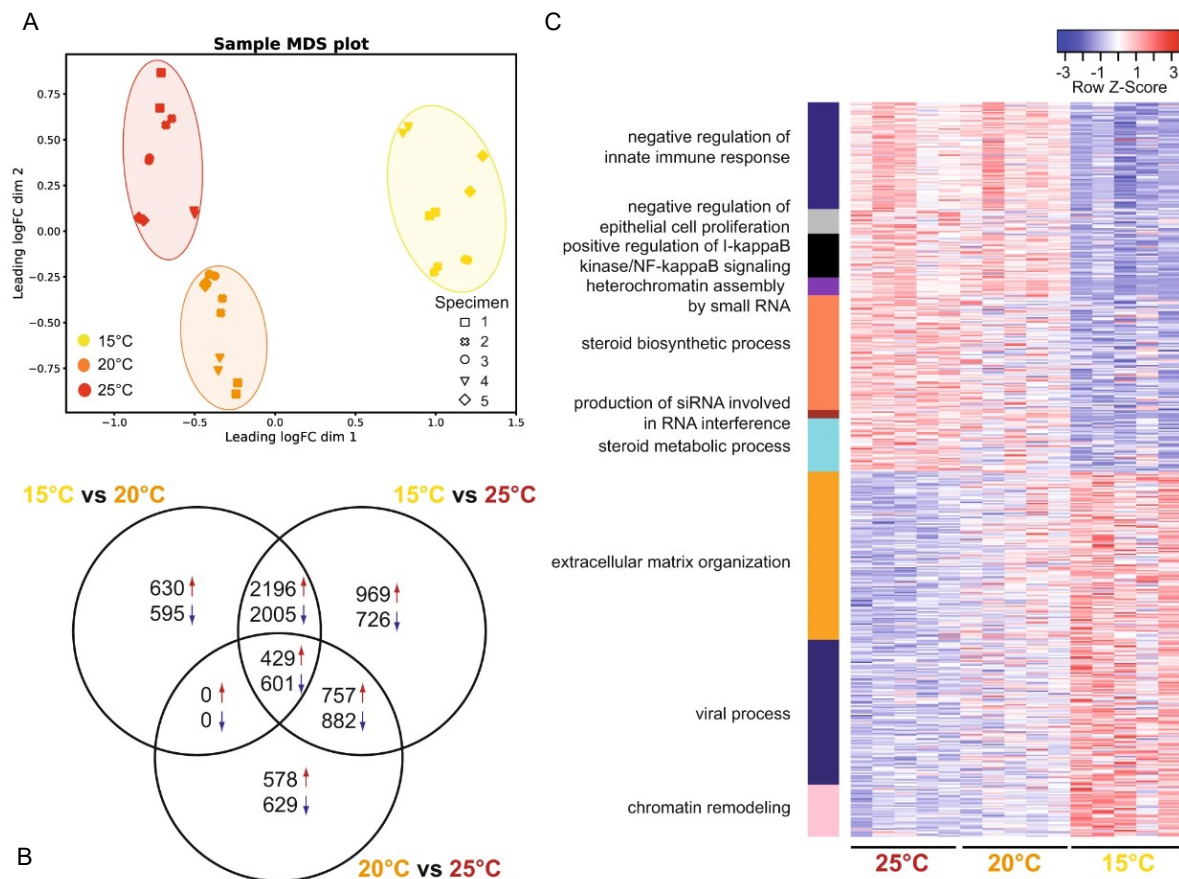 A
Sample MDS plot
Leading logFC dim 2
0.75
0.50
0.25
0.00
−0.25
−0.50
−0.75
−1.0
−0.5
0.0
0.5
1.0
1.5
Leading logFC dim 1
15°C
20°C
25°C
Specimen
1
2
3
4
5
15°C vs 20°C
15°C vs 25°C
630
595
2196
2005
969
726
429
601
0
0
757
882
578
629
B
20°C vs 25°C
C
-3 -1 1 3
Row Z-Score
negative regulation of
innate immune response
negative regulation of
epithelial cell proliferation
positive regulation of I-kappaB
kinase/NF-kappaB signaling
heterochromatin assembly
by small RNA
steroid biosynthetic process
production of siRNA involved
in RNA interference
steroid metabolic process
extracellular matrix organization
viral process
chromatin remodeling
25°C 20°C 15°C